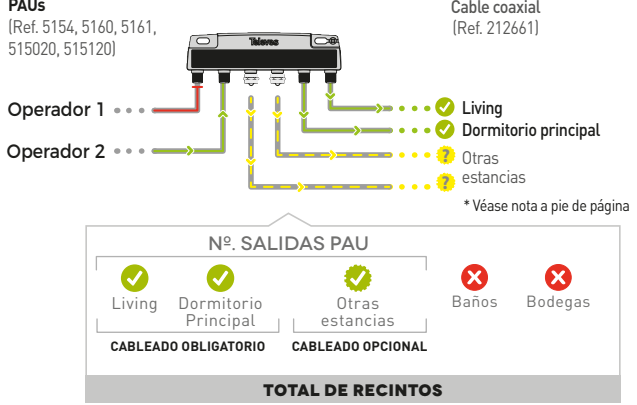 PAUs
(Ref. 5154, 5160, 5161,
515020, 515120)
Cable coaxial
(Ref. 212661)
Televes
Operador 1
Operador 2
Living
Dormitorio principal
? Otras
? estancias
* Véase nota a pie de página
Nº. SALIDAS PAU
Living
Dormitorio
Principal
Otras
estancias
Baños
Bodegas
CABLEADO OBLIGATORIO
CABLEADO OPCIONAL
TOTAL DE RECINTOS